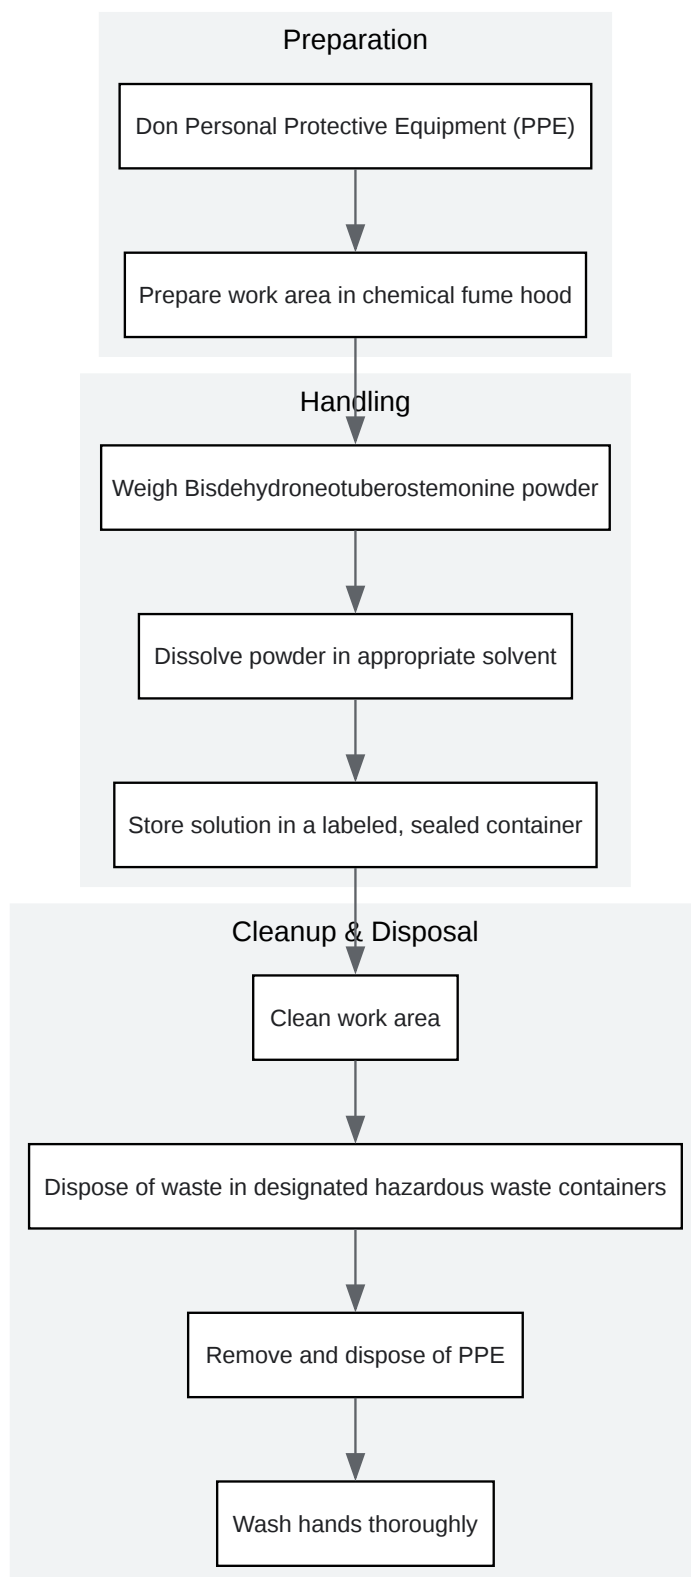 Preparation
Don Personal Protective Equipment (PPE)
Prepare work area in chemical fume hood
Handling
Weigh Bisdehydroneotuberostemonine powder
Dissolve powder in appropriate solvent
Store solution in a labeled, sealed container
Cleanup & Disposal
Clean work area
Dispose of waste in designated hazardous waste containers
Remove and dispose of PPE
Wash hands thoroughly